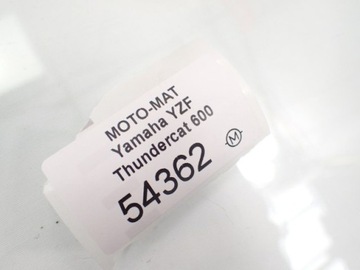 MOTO-MAT
Yamaha YZF
Thundercat 600
54362
M